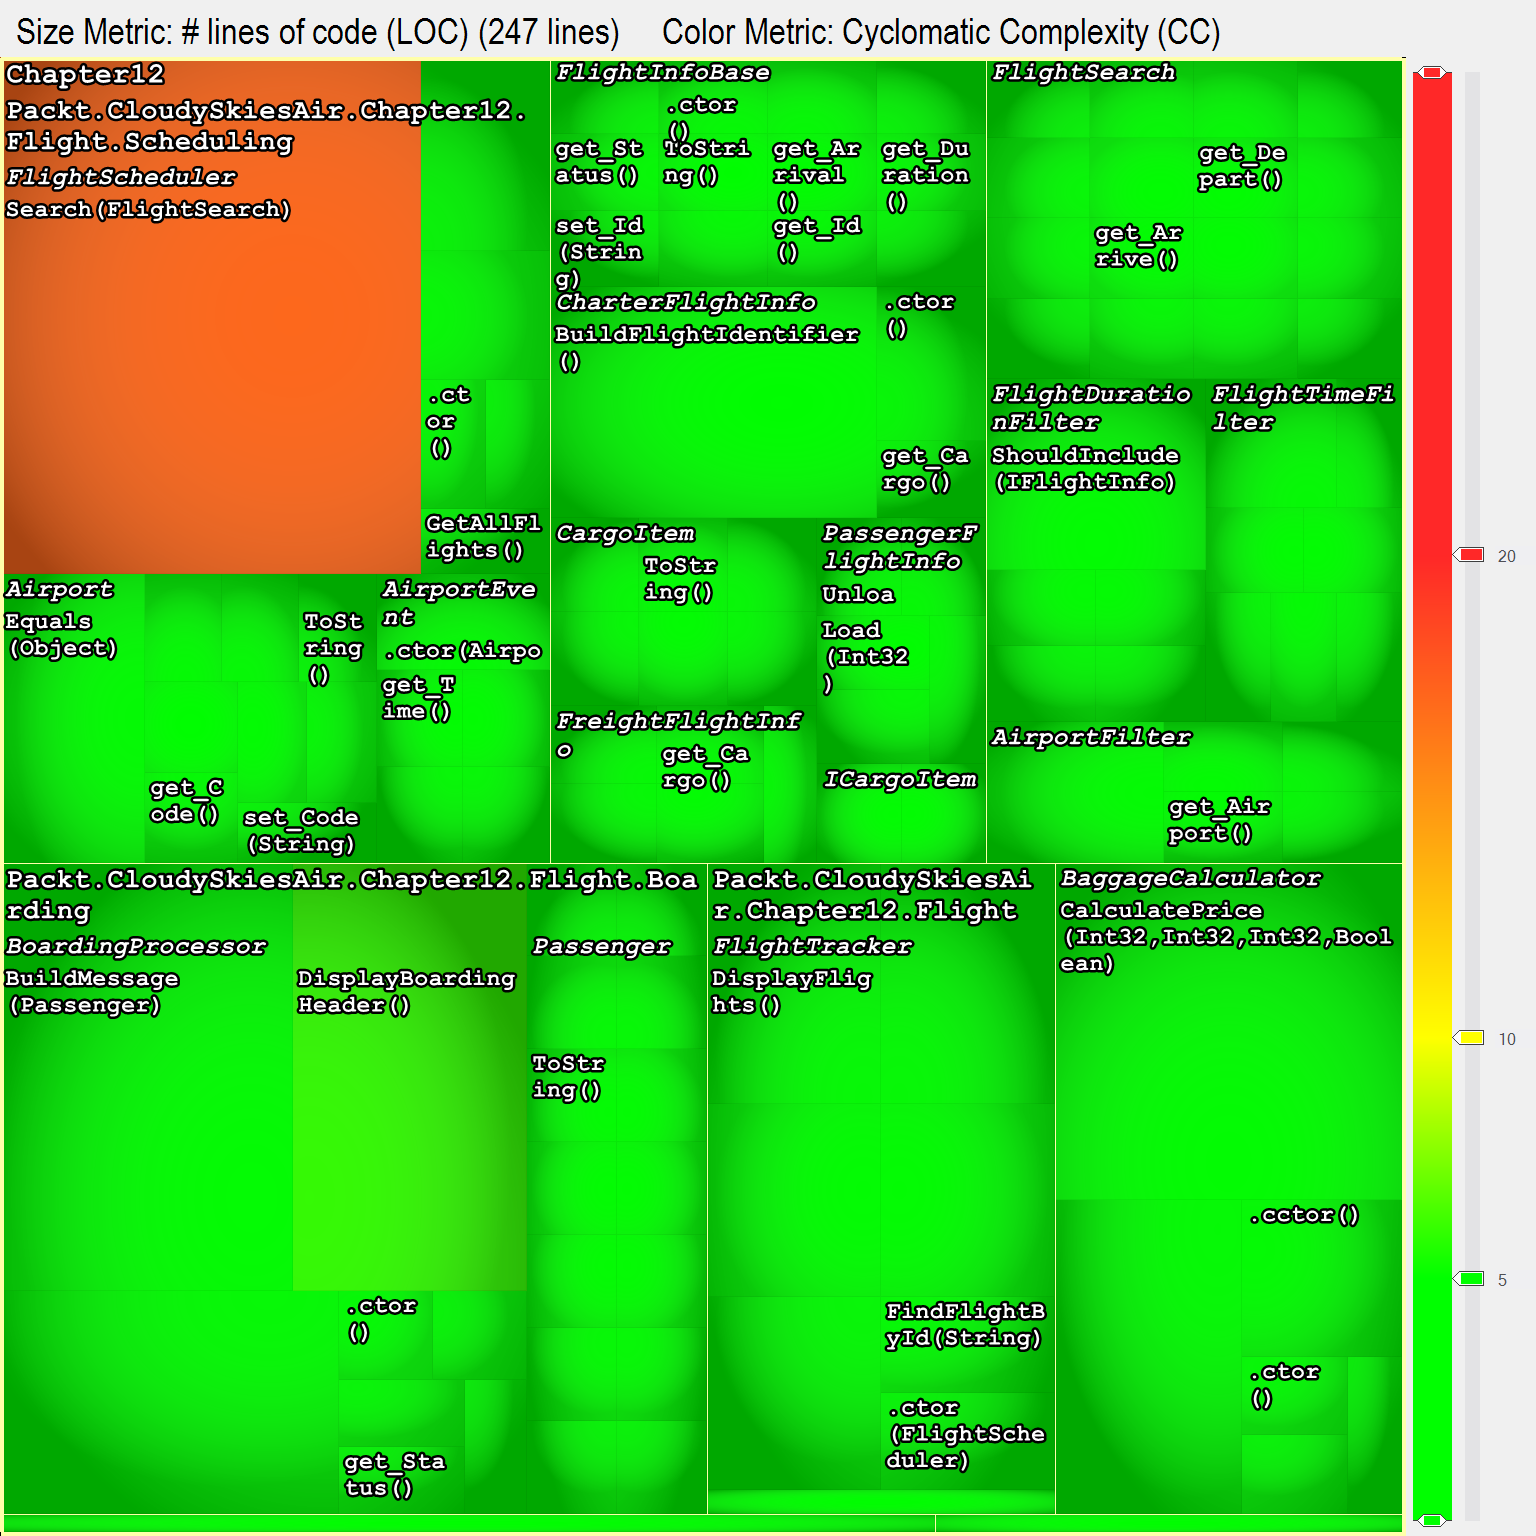 Size Metric: # lines of code (LOC) (247 lines) Color Metric: Cyclomatic Complexity (CC)
Chapter12
Packt.CloudySkiesAir.Chapter12.
Flight.Scheduling
FlightScheduler
Search(FlightSearch)
.ct
or
()
GetAllFl
ights()
FlightInfoBase
.ctor
()
get_St
atus()
ToStri
ng()
get_Ar
rival
()
get_Du
ration
()
set_Id
(Strin
g)
get_Id
()
CharterFlightInfo
BuildFlightIdentifier
()
.ctor
()
get_Ca
rgo()
FlightSearch
get_De
part()
get_Ar
rive()
FlightDuratio
nFilter
ShouldInclude
(IFlightInfo)
FlightTimeFi
lter
CargoItem
ToStr
ing()
PassengerF
lightInfo
Unloa
Load
(Int32
)
FreightFlightInf
o
get_Ca
rgo()
ICargoItem
AirportFilter
get_Air
port()
Airport
Equals
(Object)
ToSt
ring
()
get_C
ode()
set_Code
(String)
AirportEve
nt
.ctor(Airpo
get_T
ime()
Packt.CloudySkiesAir.Chapter12.Flight.Boa
rding
BoardingProcessor
BuildMessage
(Passenger)
DisplayBoarding
Header()
.ctor
()
get_Sta
tus()
Passenger
ToStr
ing()
Packt.CloudySkiesAi
r.Chapter12.Flight
FlightTracker
DisplayFlig
hts()
FindFlightB
yId(String)
.ctor
(FlightSche
duler)
BaggageCalculator
CalculatePrice
(Int32,Int32,Int32,Bool
ean)
.cctor()
.ctor
()
20
10
5